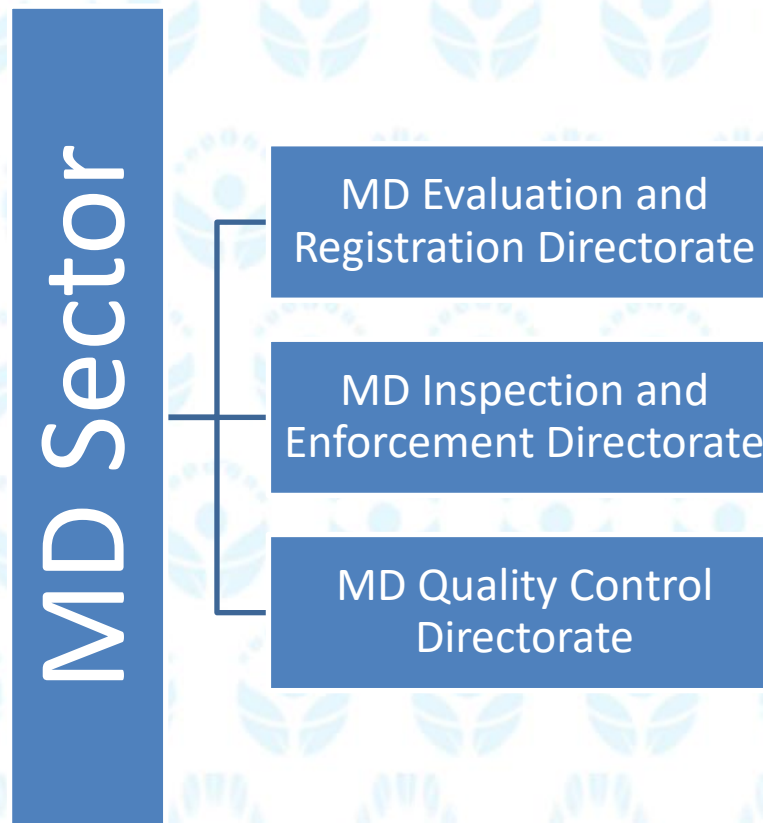 MD Sector
MD Evaluation and
Registration Directorate
MD Inspection and
Enforcement Directorate
MD Quality Control
Directorate